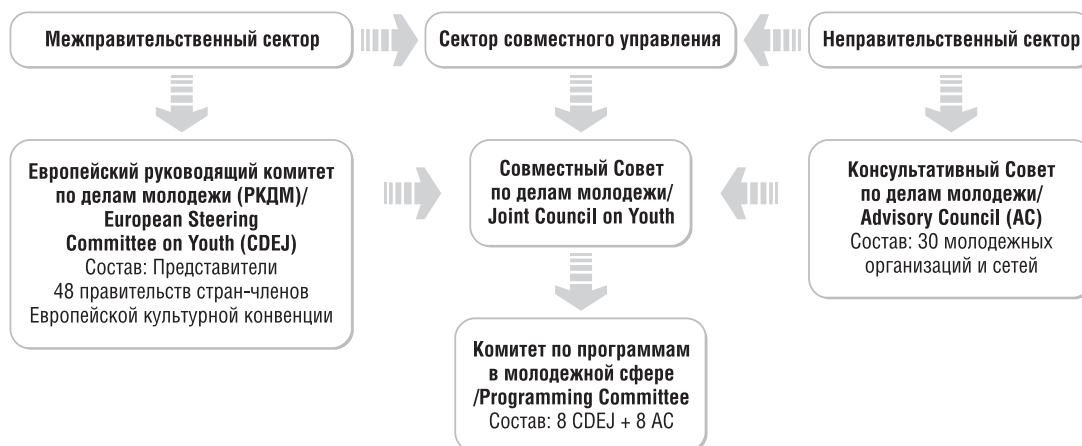 Межправительственный сектор
Сектор совместного управления
Неправительственный сектор
Европейский руководящий комитет
по делам молодежи (РКДМ)/
European Steering
Committee on Youth (CDEJ)
Состав: Представители
48 правительств стран-членов
Европейской культурной конвенции
Совместный Совет
по делам молодежи/
Joint Council on Youth
Консультативный Совет
по делам молодежи/
Advisory Council (AC)
Состав: 30 молодежных
организаций и сетей
Комитет по программам
в молодежной сфере
/Programming Committee
Состав: 8 CDEJ + 8 AC